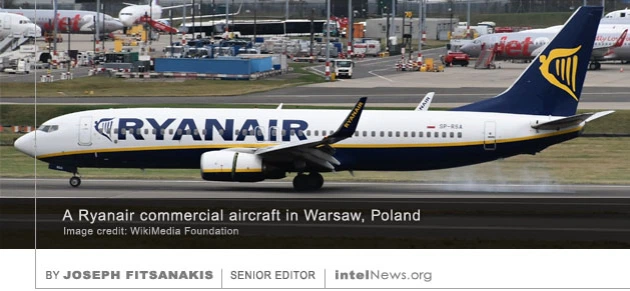 RYANAIR
RYANAIR
SP-RSA
A Ryanair commercial aircraft in Warsaw, Poland
Image credit: WikiMedia Foundation
BY JOSEPH FITSANAKIS | SENIOR EDITOR | intelNews.org